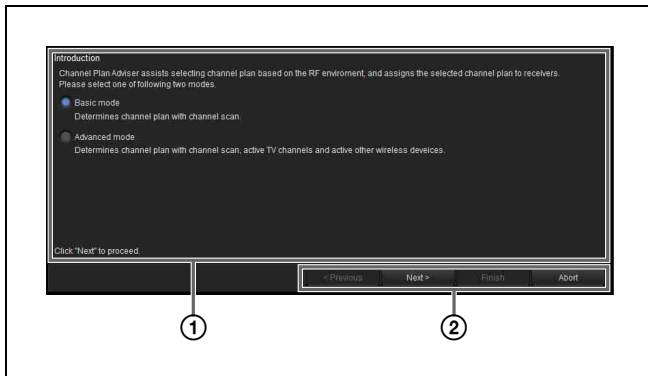 Introduction
Channel Plan Adviser assists selecting channel plan based on the RF enviroment, and assigns the selected channel plan to receivers.
Please select one of following two modes.
Basic mode
Determines channel plan with channel scan.
Advanced mode
Determines channel plan with channel scan, active TV channels and active other wireless deveices.
Click "Next" to proceed.
< Previous Next > Finish Abort
1 2